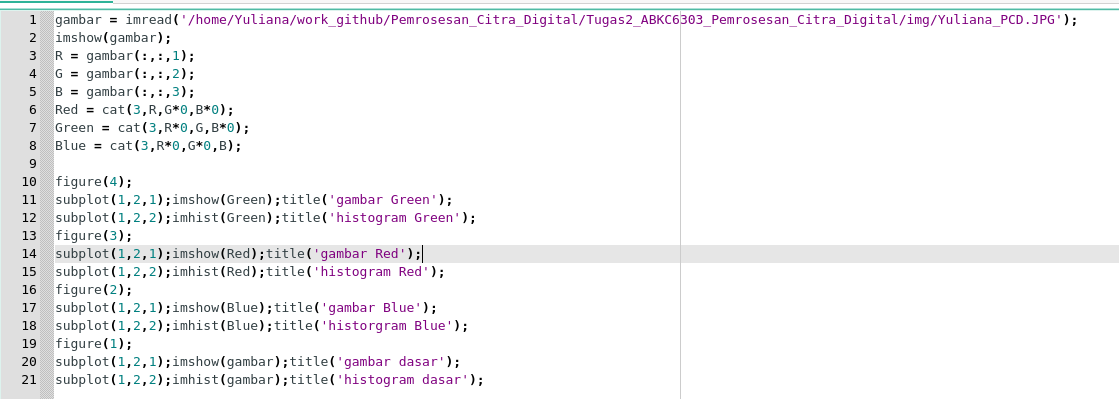 1 gambar = imread('/home/Yuliana/work_github/Pemrosesan_Citra_Digital/Tugas2_ABKC6303_Pemrosesan_Citra_Digital/img/Yuliana_PCD.JPG');
2 imshow(gambar);
3 R = gambar(:,:,1);
4 G = gambar(:,:,2);
5 B = gambar(:,:,3);
6 Red = cat(3,R,G*0,B*0);
7 Green = cat(3,R*0,G,B*0);
8 Blue = cat(3,R*0,G*0,B);
9
10 figure(4);
11 subplot(1,2,1);imshow(Green);title('gambar Green');
12 subplot(1,2,2);imhist(Green);title('histogram Green');
13 figure(3);
14 subplot(1,2,1);imshow(Red);title('gambar Red');
15 subplot(1,2,2);imhist(Red);title('histogram Red');
16 figure(2);
17 subplot(1,2,1);imshow(Blue);title('gambar Blue');
18 subplot(1,2,2);imhist(Blue);title('historgram Blue');
19 figure(1);
20 subplot(1,2,1);imshow(gambar);title('gambar dasar');
21 subplot(1,2,2);imhist(gambar);title('histogram dasar');